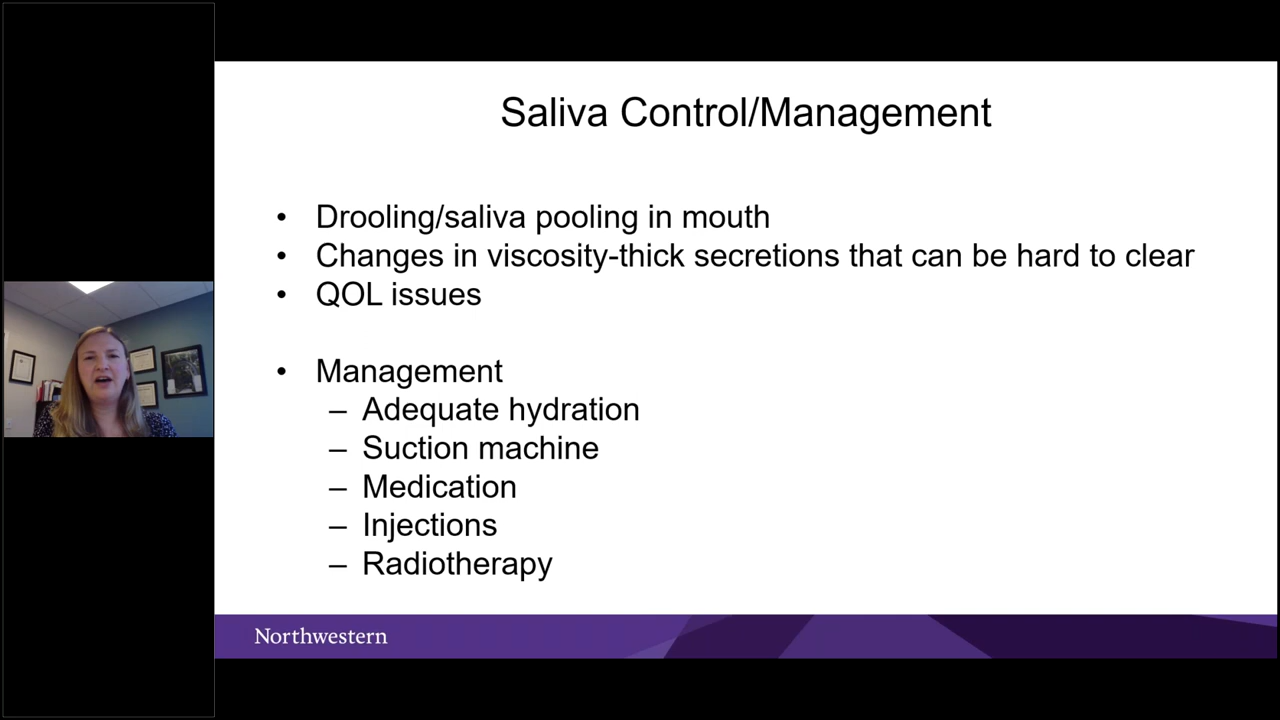 Saliva Control/Management
• Drooling/saliva pooling in mouth
• Changes in viscosity-thick secretions that can be hard to clear
• QOL issues
• Management
– Adequate hydration
– Suction machine
– Medication
– Injections
– Radiotherapy
Northwestern